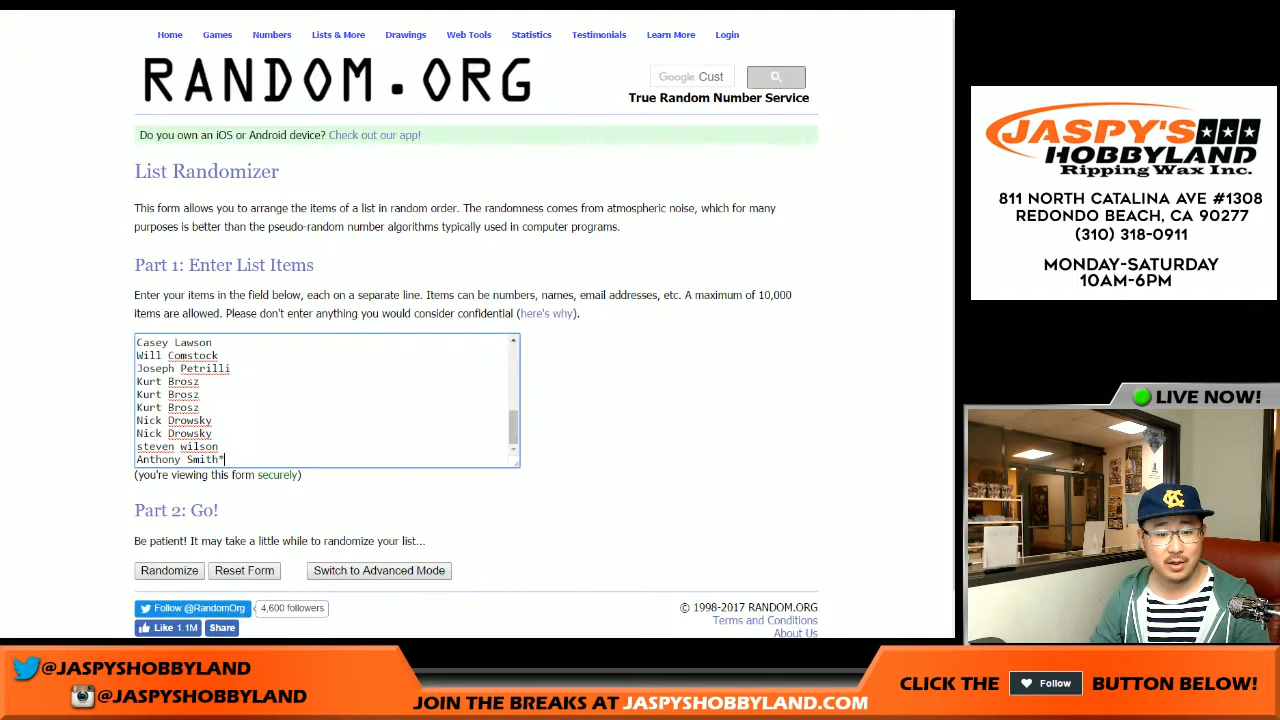 Home Games Numbers Lists & More Drawings Web Tools Statistics Testimonials Learn More Login
RANDOM.ORG
Google Cust
True Random Number Service
Do you own an iOS or Android device? Check out our app!
List Randomizer
This form allows you to arrange the items of a list in random order. The randomness comes from atmospheric noise, which for many
purposes is better than the pseudo-random number algorithms typically used in computer programs.
Part 1: Enter List Items
Enter your items in the field below, each on a separate line. Items can be numbers, names, email addresses, etc. A maximum of 10,000
items are allowed. Please don't enter anything you would consider confidential (here's why).
Casey Lawson
Will Comstock
Joseph Petrilli
Kurt Brosz
Kurt Brosz
Kurt Brosz
Nick Drowsky
Nick Drowsky
steven wilson
Anthony Smith*
(you're viewing this form securely)
Part 2: Go!
Be patient! It may take a little while to randomize your list...
Randomize Reset Form Switch to Advanced Mode
Follow @RandomOrg 4,600 followers
Like 1.1M Share
© 1998-2017 RANDOM.ORG
Terms and Conditions
About Us
JASPY'S
HOBBYLAND
Ripping Wax Inc.
811 NORTH CATALINA AVE #1308
REDONDO BEACH, CA 90277
(310) 318-0911
MONDAY-SATURDAY
10AM-6PM
LIVE NOW!
KC
@JASPYSHOBBYLAND
@JASPYSHOBBYLAND
JOIN THE BREAKS AT JASPYSHOBBYLAND.COM
CLICK THE Follow BUTTON BELOW!